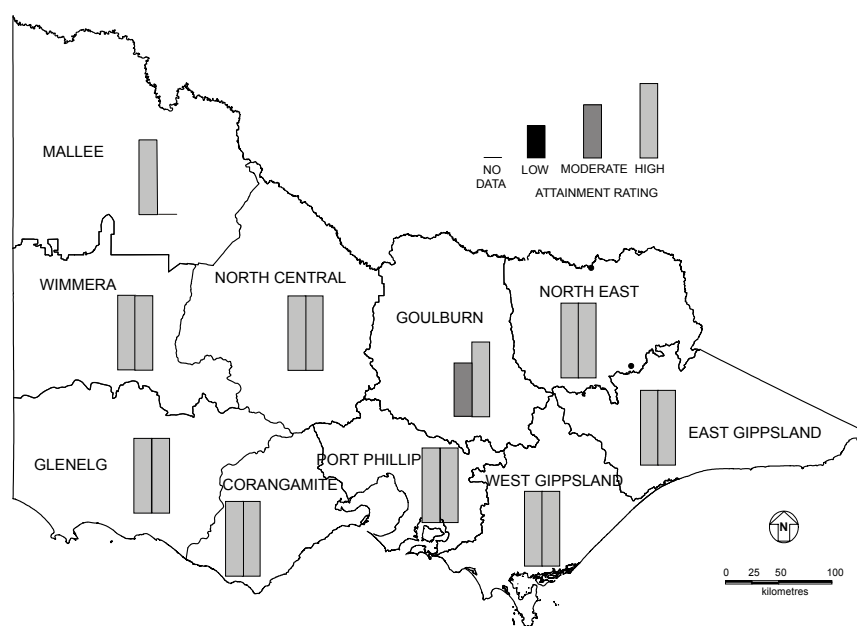 MALLEE
NO DATA
LOW
MODERATE
HIGH
ATTAINMENT RATING
WIMMERA
NORTH CENTRAL
GOULBURN
NORTH EAST
GLENELG
CORANGAMITE
PORT PHILLIP
WEST GIPPSLAND
EAST GIPPSLAND
N
0 25 50 100
kilometres